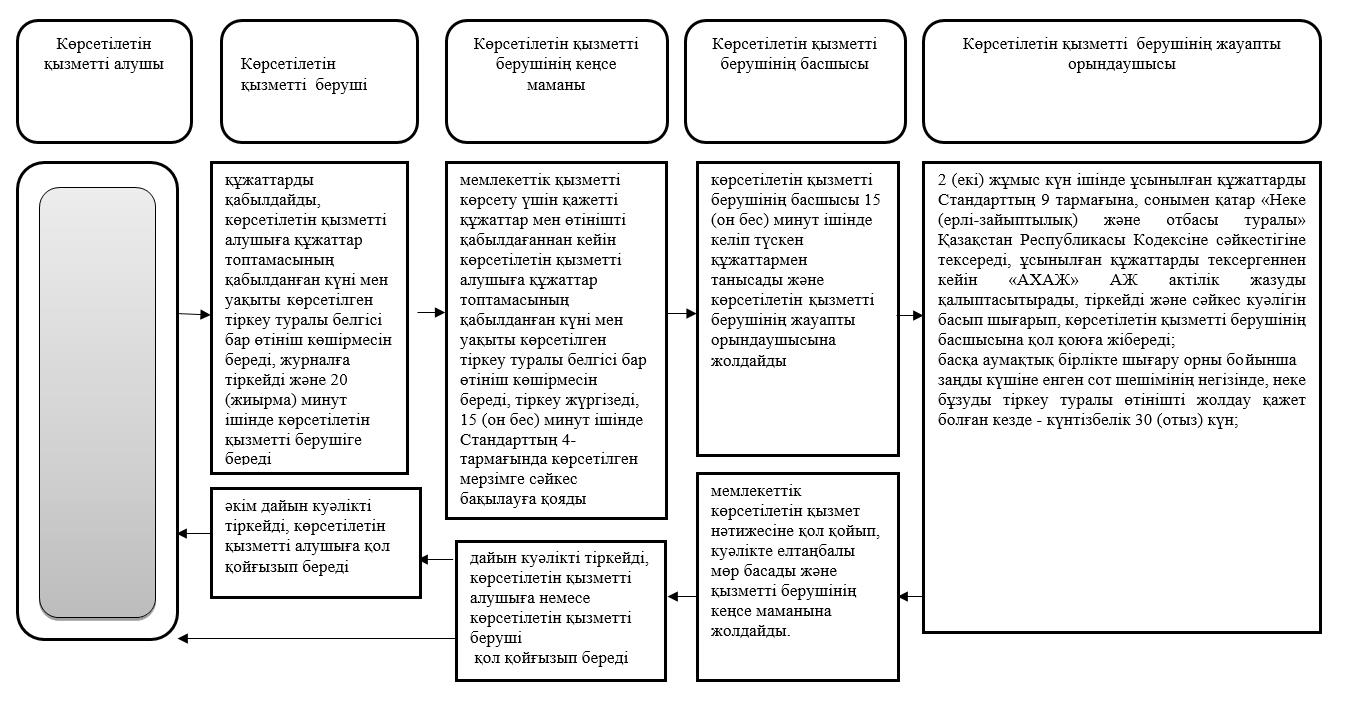 Көрсетілетін
қызметті алушы
Көрсетілетін
қызметті беруші
Көрсетілетін қызметті
берушінің кеңсе
маманы
Көрсетілетін қызметті
берушінің басшысы
Көрсетілетін қызметті берушінің жауапты
орындаушысы
құжаттарды
қабылдайды,
көрсетілетін қызметті
алушыға құжаттар
топтамасының
қабылданған күні мен
уақыты көрсетілген
тіркеу туралы белгісі
бар өтініш көшірмесін
береді, журналға
тіркейді және 20
(жиырма) минут
ішінде көрсетілетін
қызметті берушіге
береді
мемлекеттік қызметті
көрсету үшін қажетті
құжаттар мен өтінішті
қабылдағаннан кейін
көрсетілетін қызметті
алушыға құжаттар
топтамасының
қабылданған күні мен
уақыты көрсетілген
тіркеу туралы белгісі бар
өтініш көшірмесін
береді, тіркеу жүргізеді,
15 (он бес) минут ішінде
Стандарттың 4-
тармағында көрсетілген
мерзімге сәйкес
бақылауға қояды
көрсетілетін қызметті
берушінің басшысы 15
(он бес) минут ішінде
келіп түскен
құжаттармен
танысады және
көрсетілетін қызметті
берушінің жауапты
орындаушысына
жолдайды
2 (екі) жұмыс күн ішінде ұсынылған құжаттарды
Стандарттың 9 тармағына, сонымен қатар «Неке
(ерлі-зайыптылық) және отбасы туралы»
Қазақстан Республикасы Кодексіне сәйкестігіне
тексереді, ұсынылған құжаттарды тексергеннен
кейін «АХАЖ» АЖ актілік жазуды
қалыптасытырады, тіркейді және сәйкес куәлігін
басып шығарып, көрсетілетін қызметті берушінің
басшысына қол қоюға жібереді;
басқа аумақтық бірлікте шығару орны бойынша
заңды күшіне енген сот шешімінің негізінде, неке
бұзуды тіркеу туралы өтінішті жолдау қажет
болған кезде - күнтізбелік 30 (отыз) күн;
әкім дайын куәлікті
тіркейді, көрсетілетін
қызметті алушыға қол
қойғызып береді
дайын куәлікті тіркейді,
көрсетілетін қызметті
алушыға немесе
көрсетілетін қызметті
беруші
қол қойғызып береді
мемлекеттік
көрсетілетін қызмет
нәтижесіне қол қойып,
куәлікте елтаңбалы
мөр басады және
қызметті берушінің
кеңсе маманына
жолдайды.